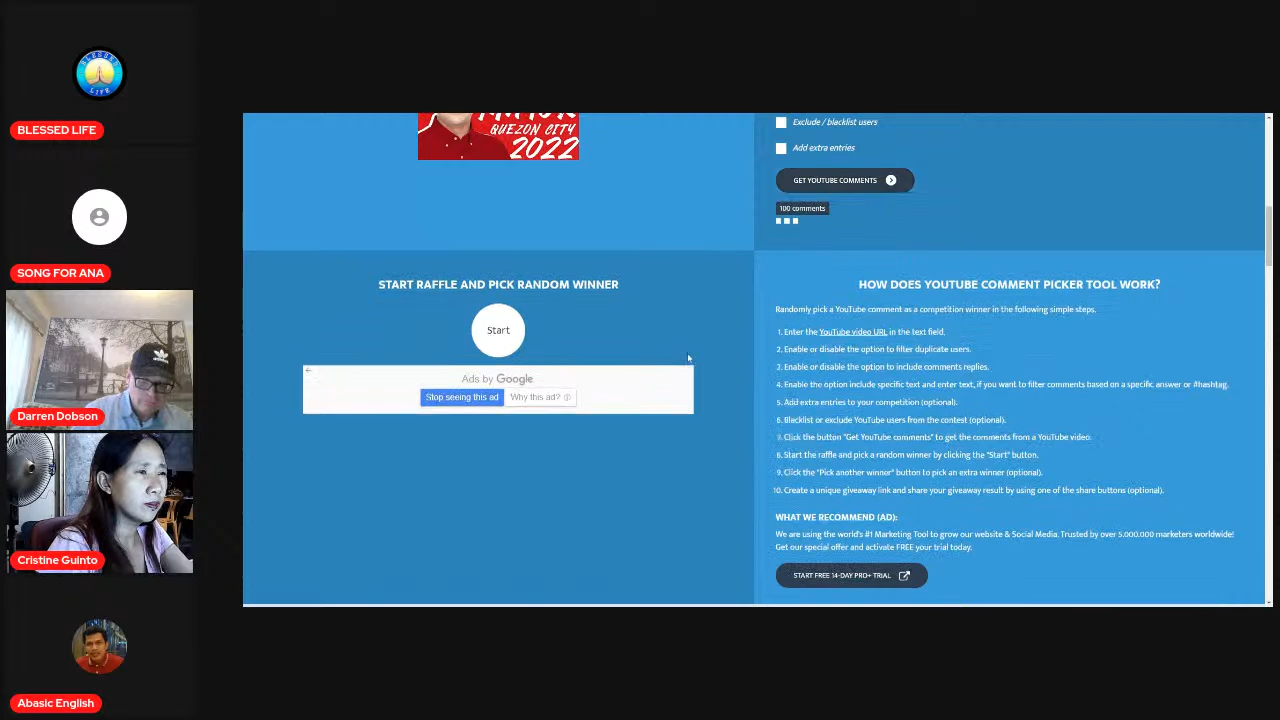 BLESSED
LIFE
BLESSED LIFE
SONG FOR ANA
Darren Dobson
Cristine Guinto
Abasic English
QUEZON CITY
2022
Exclude / blacklist users
Add extra entries
GET YOUTUBE COMMENTS
100 comments
START RAFFLE AND PICK RANDOM WINNER
Start
Ads by Google
Stop seeing this ad
Why this ad?
HOW DOES YOUTUBE COMMENT PICKER TOOL WORK?
Randomly pick a YouTube comment as a competition winner in the following simple steps.
1. Enter the YouTube video URL in the text field.
2. Enable or disable the option to filter duplicate users.
3. Enable or disable the option to include comments replies.
4. Enable the option include specific text and enter text, if you want to filter comments based on a specific answer or #hashtag.
5. Add extra entries to your competition (optional).
6. Blacklist or exclude YouTube users from the contest (optional).
7. Click the button "Get YouTube comments" to get the comments from a YouTube video.
8. Start the raffle and pick a random winner by clicking the "Start" button.
9. Click the "Pick another winner" button to pick an extra winner (optional).
10. Create a unique giveaway link and share your giveaway result by using one of the share buttons (optional).
WHAT WE RECOMMEND (AD):
We are using the world's #1 Marketing Tool to grow our website & Social Media. Trusted by over 5.000.000 marketers worldwide!
Get our special offer and activate FREE your trial today.
START FREE 14-DAY PRO+ TRIAL